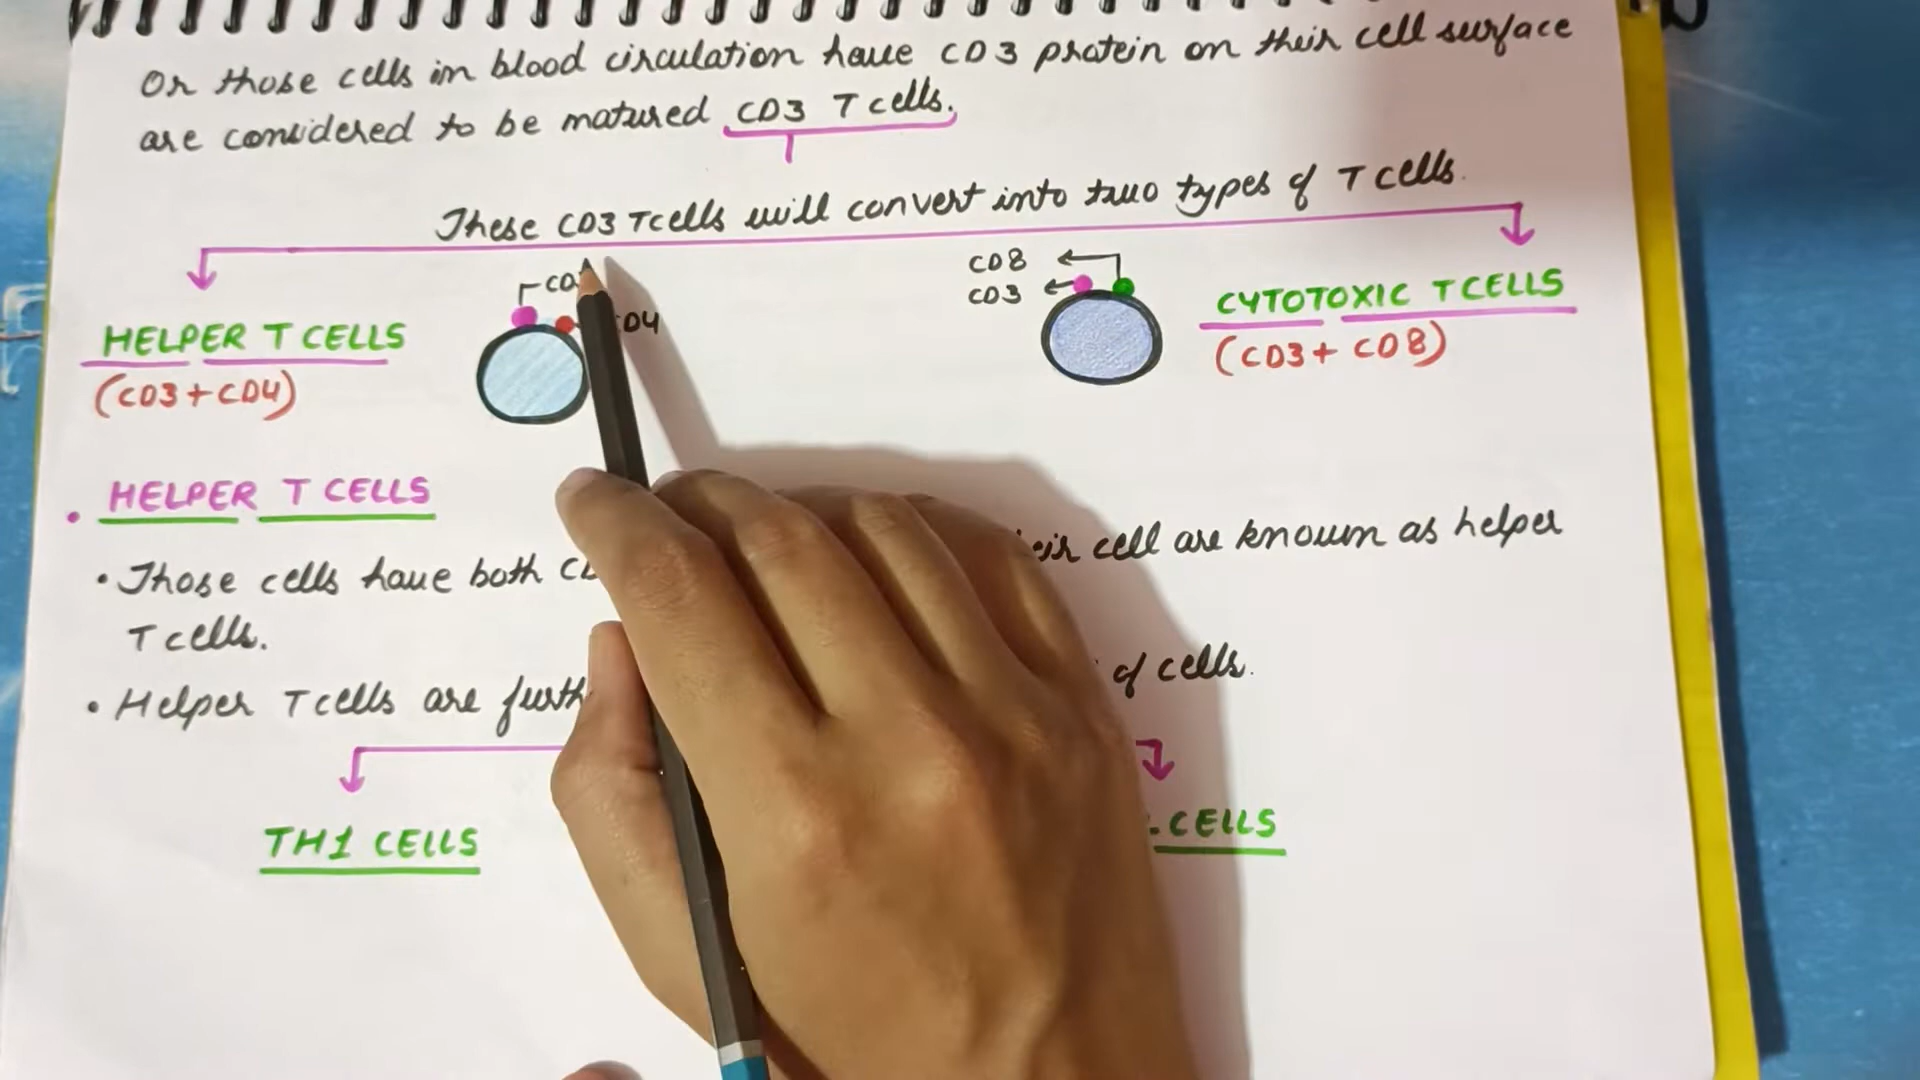 Or those cells in blood circulation have CD3 protein on their cell surface
are considered to be matured CD3 T cells.
These CD3 T cells will convert into two types of T cells.
CD8
CD3
CYTOTOXIC T CELLS
(CD3+ CD8)
CD4
HELPER T CELLS
(CD3+CD4)
• HELPER T CELLS
• Those cells have both cell are known as helper
T cells.
• Helper T cells are of cells.
TH1 CELLS
CELLS